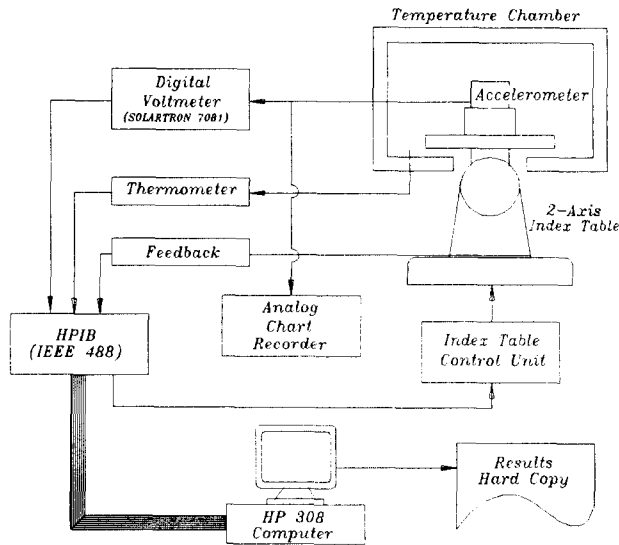 Temperature Chamber
Digital
Voltmeter
(SOLARTRON 7081)
Accelerometer
Thermometer
2-Axis
Index Table
Feedback
HPIB
(IEEE 488)
Analog
Chart
Recorder
Index Table
Control Unit
Results
Hard Copy
HP 308
Computer